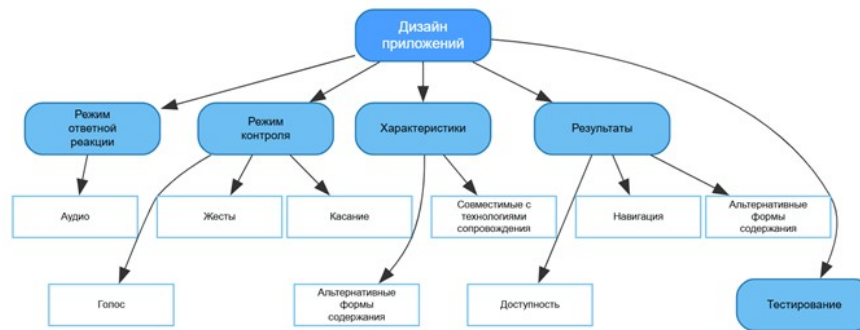 Дизайн
приложений
Режим
ответной
реакции
Режим
контроля
Характеристики
Результаты
Аудио
Жесты
Касание
Совместимые с
технологиями
сопровождения
Навигация
Альтернативные
формы
содержания
Голос
Альтернативные
формы
содержания
Доступность
Тестирование